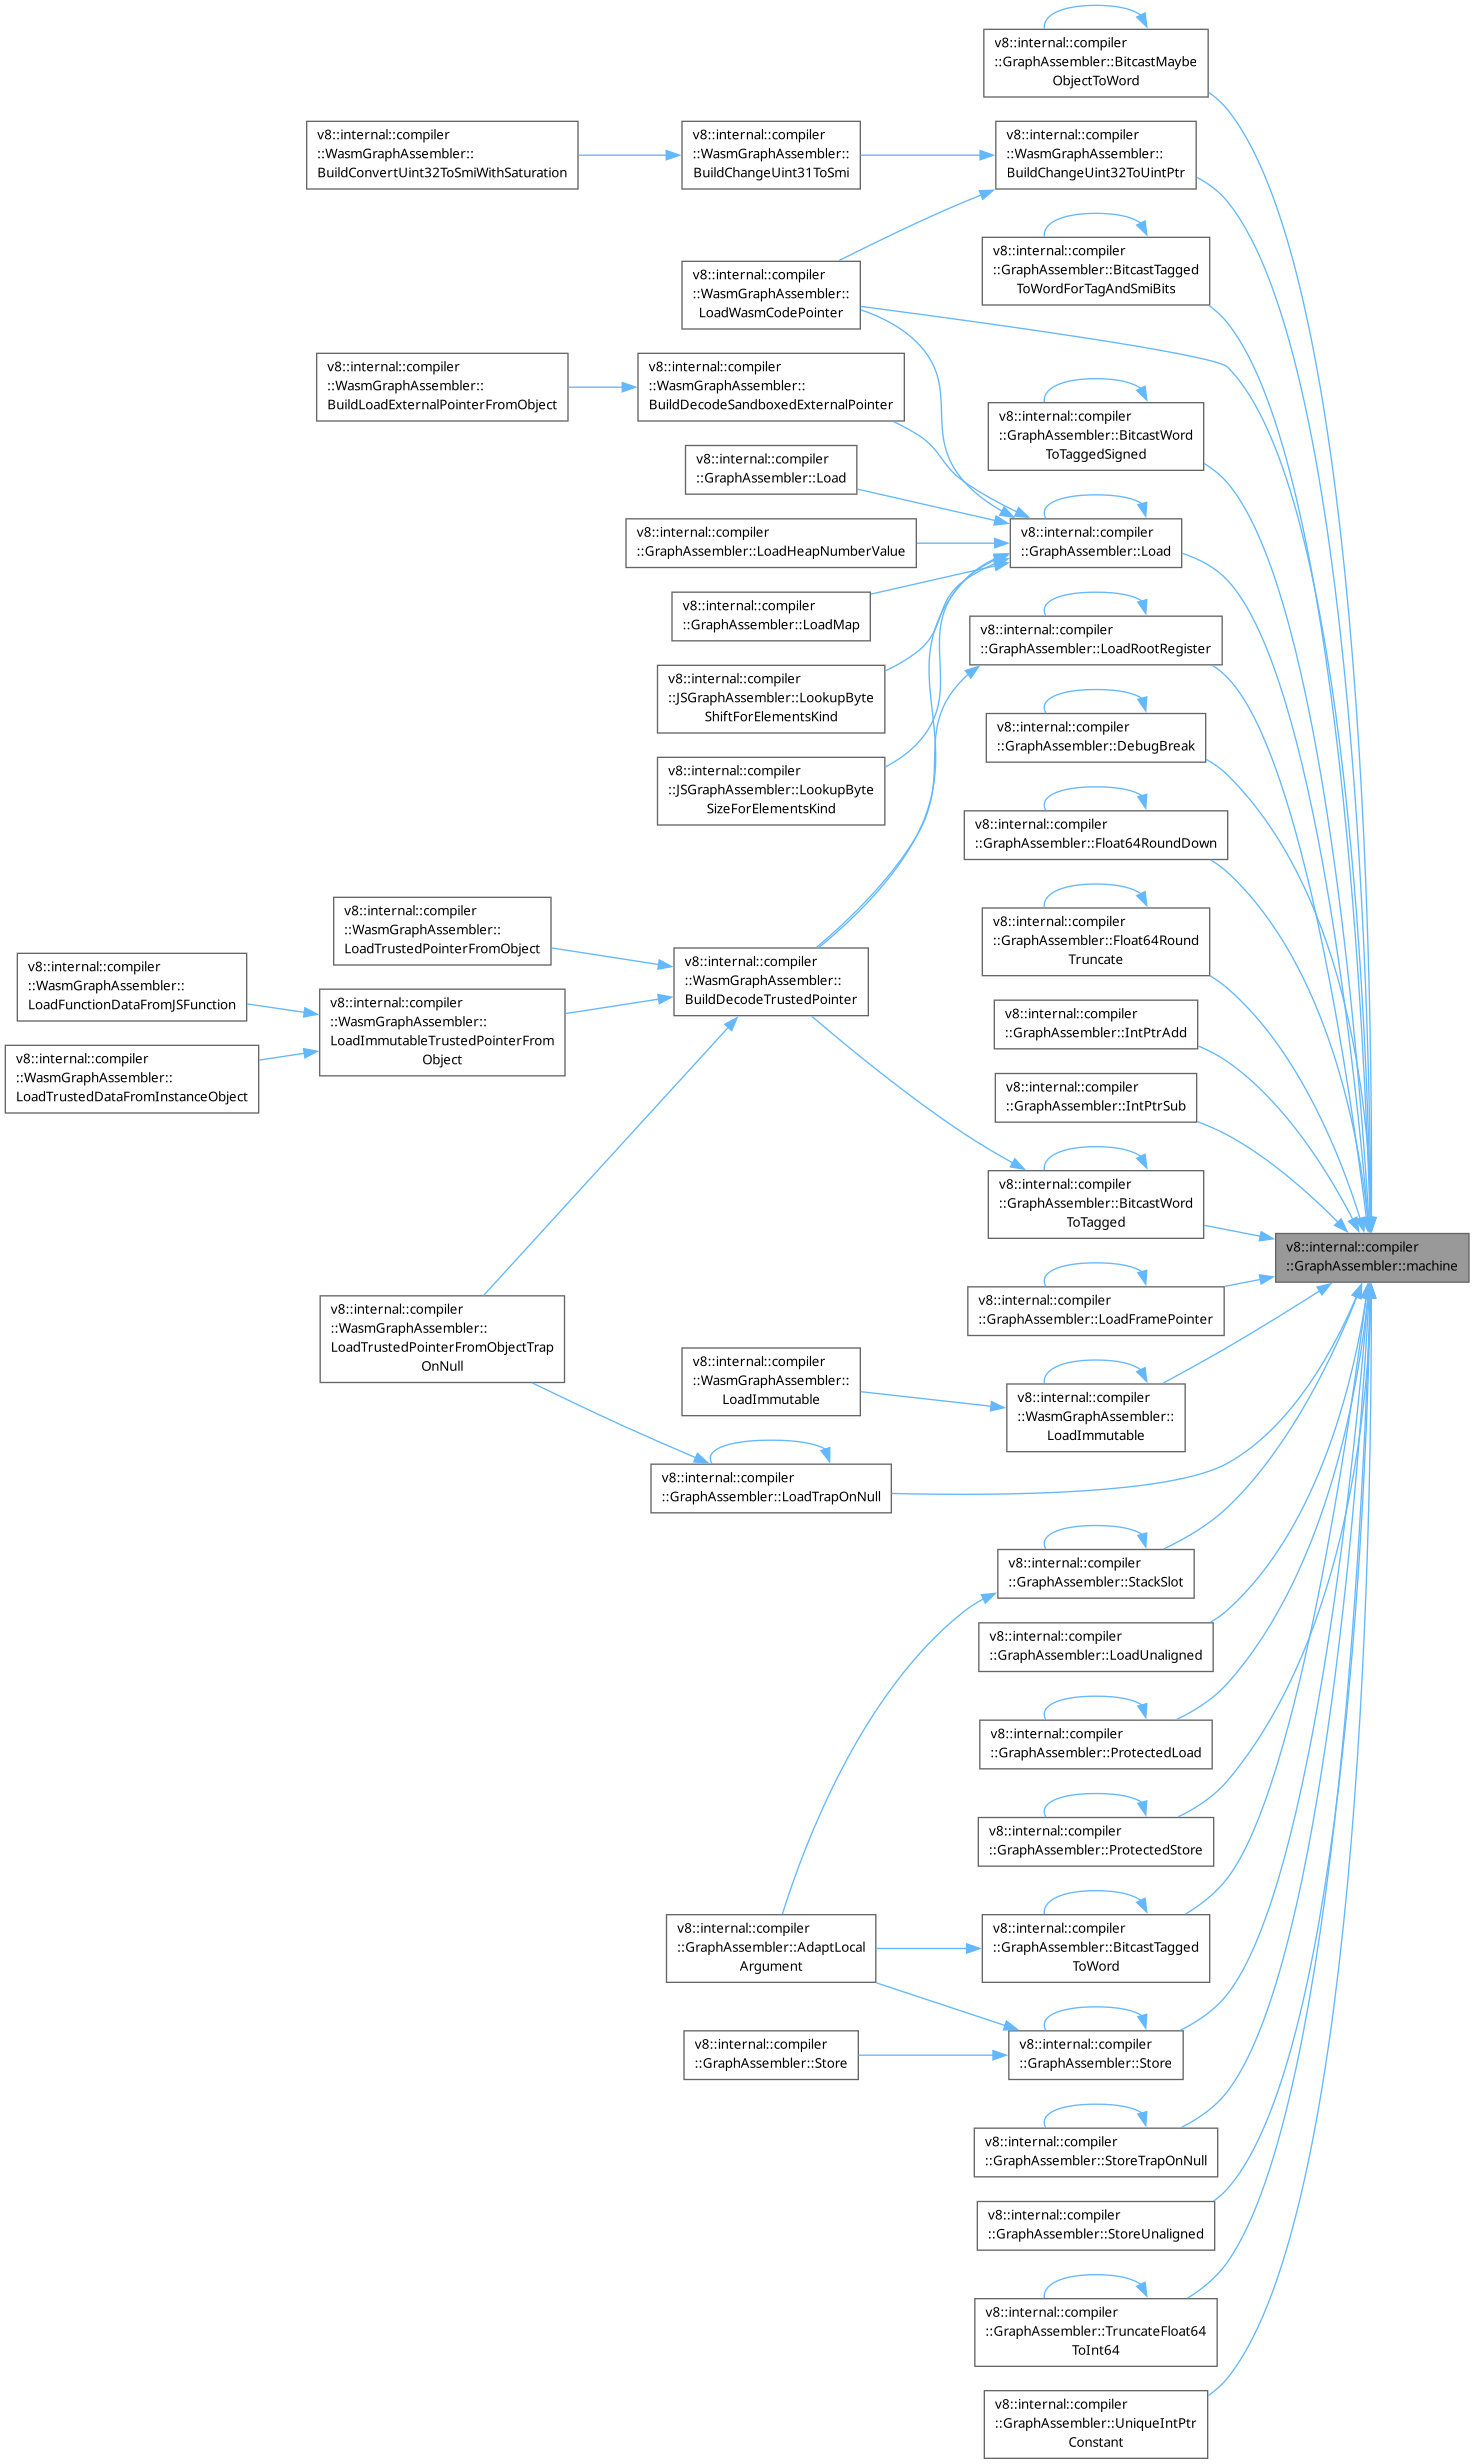 v8::internal::compiler
::GraphAssembler::BitcastMaybe
ObjectToWord
v8::internal::compiler
::WasmGraphAssembler::
BuildConvertUint32ToSmiWithSaturation
v8::internal::compiler
::WasmGraphAssembler::
BuildChangeUint31ToSmi
v8::internal::compiler
::WasmGraphAssembler::
BuildChangeUint32ToUintPtr
v8::internal::compiler
::GraphAssembler::BitcastTagged
ToWordForTagAndSmiBits
v8::internal::compiler
::WasmGraphAssembler::
LoadWasmCodePointer
v8::internal::compiler
::WasmGraphAssembler::
BuildLoadExternalPointerFromObject
v8::internal::compiler
::WasmGraphAssembler::
BuildDecodeSandboxedExternalPointer
v8::internal::compiler
::GraphAssembler::BitcastWord
ToTaggedSigned
v8::internal::compiler
::GraphAssembler::Load
v8::internal::compiler
::GraphAssembler::LoadHeapNumberValue
v8::internal::compiler
::GraphAssembler::Load
v8::internal::compiler
::GraphAssembler::LoadMap
v8::internal::compiler
::GraphAssembler::LoadRootRegister
v8::internal::compiler
::JSGraphAssembler::LookupByte
ShiftForElementsKind
v8::internal::compiler
::GraphAssembler::DebugBreak
v8::internal::compiler
::JSGraphAssembler::LookupByte
SizeForElementsKind
v8::internal::compiler
::GraphAssembler::Float64RoundDown
v8::internal::compiler
::WasmGraphAssembler::
LoadTrustedPointerFromObject
v8::internal::compiler
::GraphAssembler::Float64Round
Truncate
v8::internal::compiler
::WasmGraphAssembler::
LoadFunctionDataFromJSFunction
v8::internal::compiler
::WasmGraphAssembler::
BuildDecodeTrustedPointer
v8::internal::compiler
::WasmGraphAssembler::
LoadImmutableTrustedPointerFrom
Object
v8::internal::compiler
::GraphAssembler::IntPtrAdd
v8::internal::compiler
::WasmGraphAssembler::
LoadTrustedDataFromInstanceObject
v8::internal::compiler
::GraphAssembler::IntPtrSub
v8::internal::compiler
::GraphAssembler::BitcastWord
ToTagged
v8::internal::compiler
::GraphAssembler::machine
v8::internal::compiler
::GraphAssembler::LoadFramePointer
v8::internal::compiler
::WasmGraphAssembler::
LoadTrustedPointerFromObjectTrap
OnNull
v8::internal::compiler
::WasmGraphAssembler::
LoadImmutable
v8::internal::compiler
::WasmGraphAssembler::
LoadImmutable
v8::internal::compiler
::GraphAssembler::LoadTrapOnNull
v8::internal::compiler
::GraphAssembler::StackSlot
v8::internal::compiler
::GraphAssembler::LoadUnaligned
v8::internal::compiler
::GraphAssembler::ProtectedLoad
v8::internal::compiler
::GraphAssembler::ProtectedStore
v8::internal::compiler
::GraphAssembler::AdaptLocal
Argument
v8::internal::compiler
::GraphAssembler::BitcastTagged
ToWord
v8::internal::compiler
::GraphAssembler::Store
v8::internal::compiler
::GraphAssembler::Store
v8::internal::compiler
::GraphAssembler::StoreTrapOnNull
v8::internal::compiler
::GraphAssembler::StoreUnaligned
v8::internal::compiler
::GraphAssembler::TruncateFloat64
ToInt64
v8::internal::compiler
::GraphAssembler::UniqueIntPtr
Constant